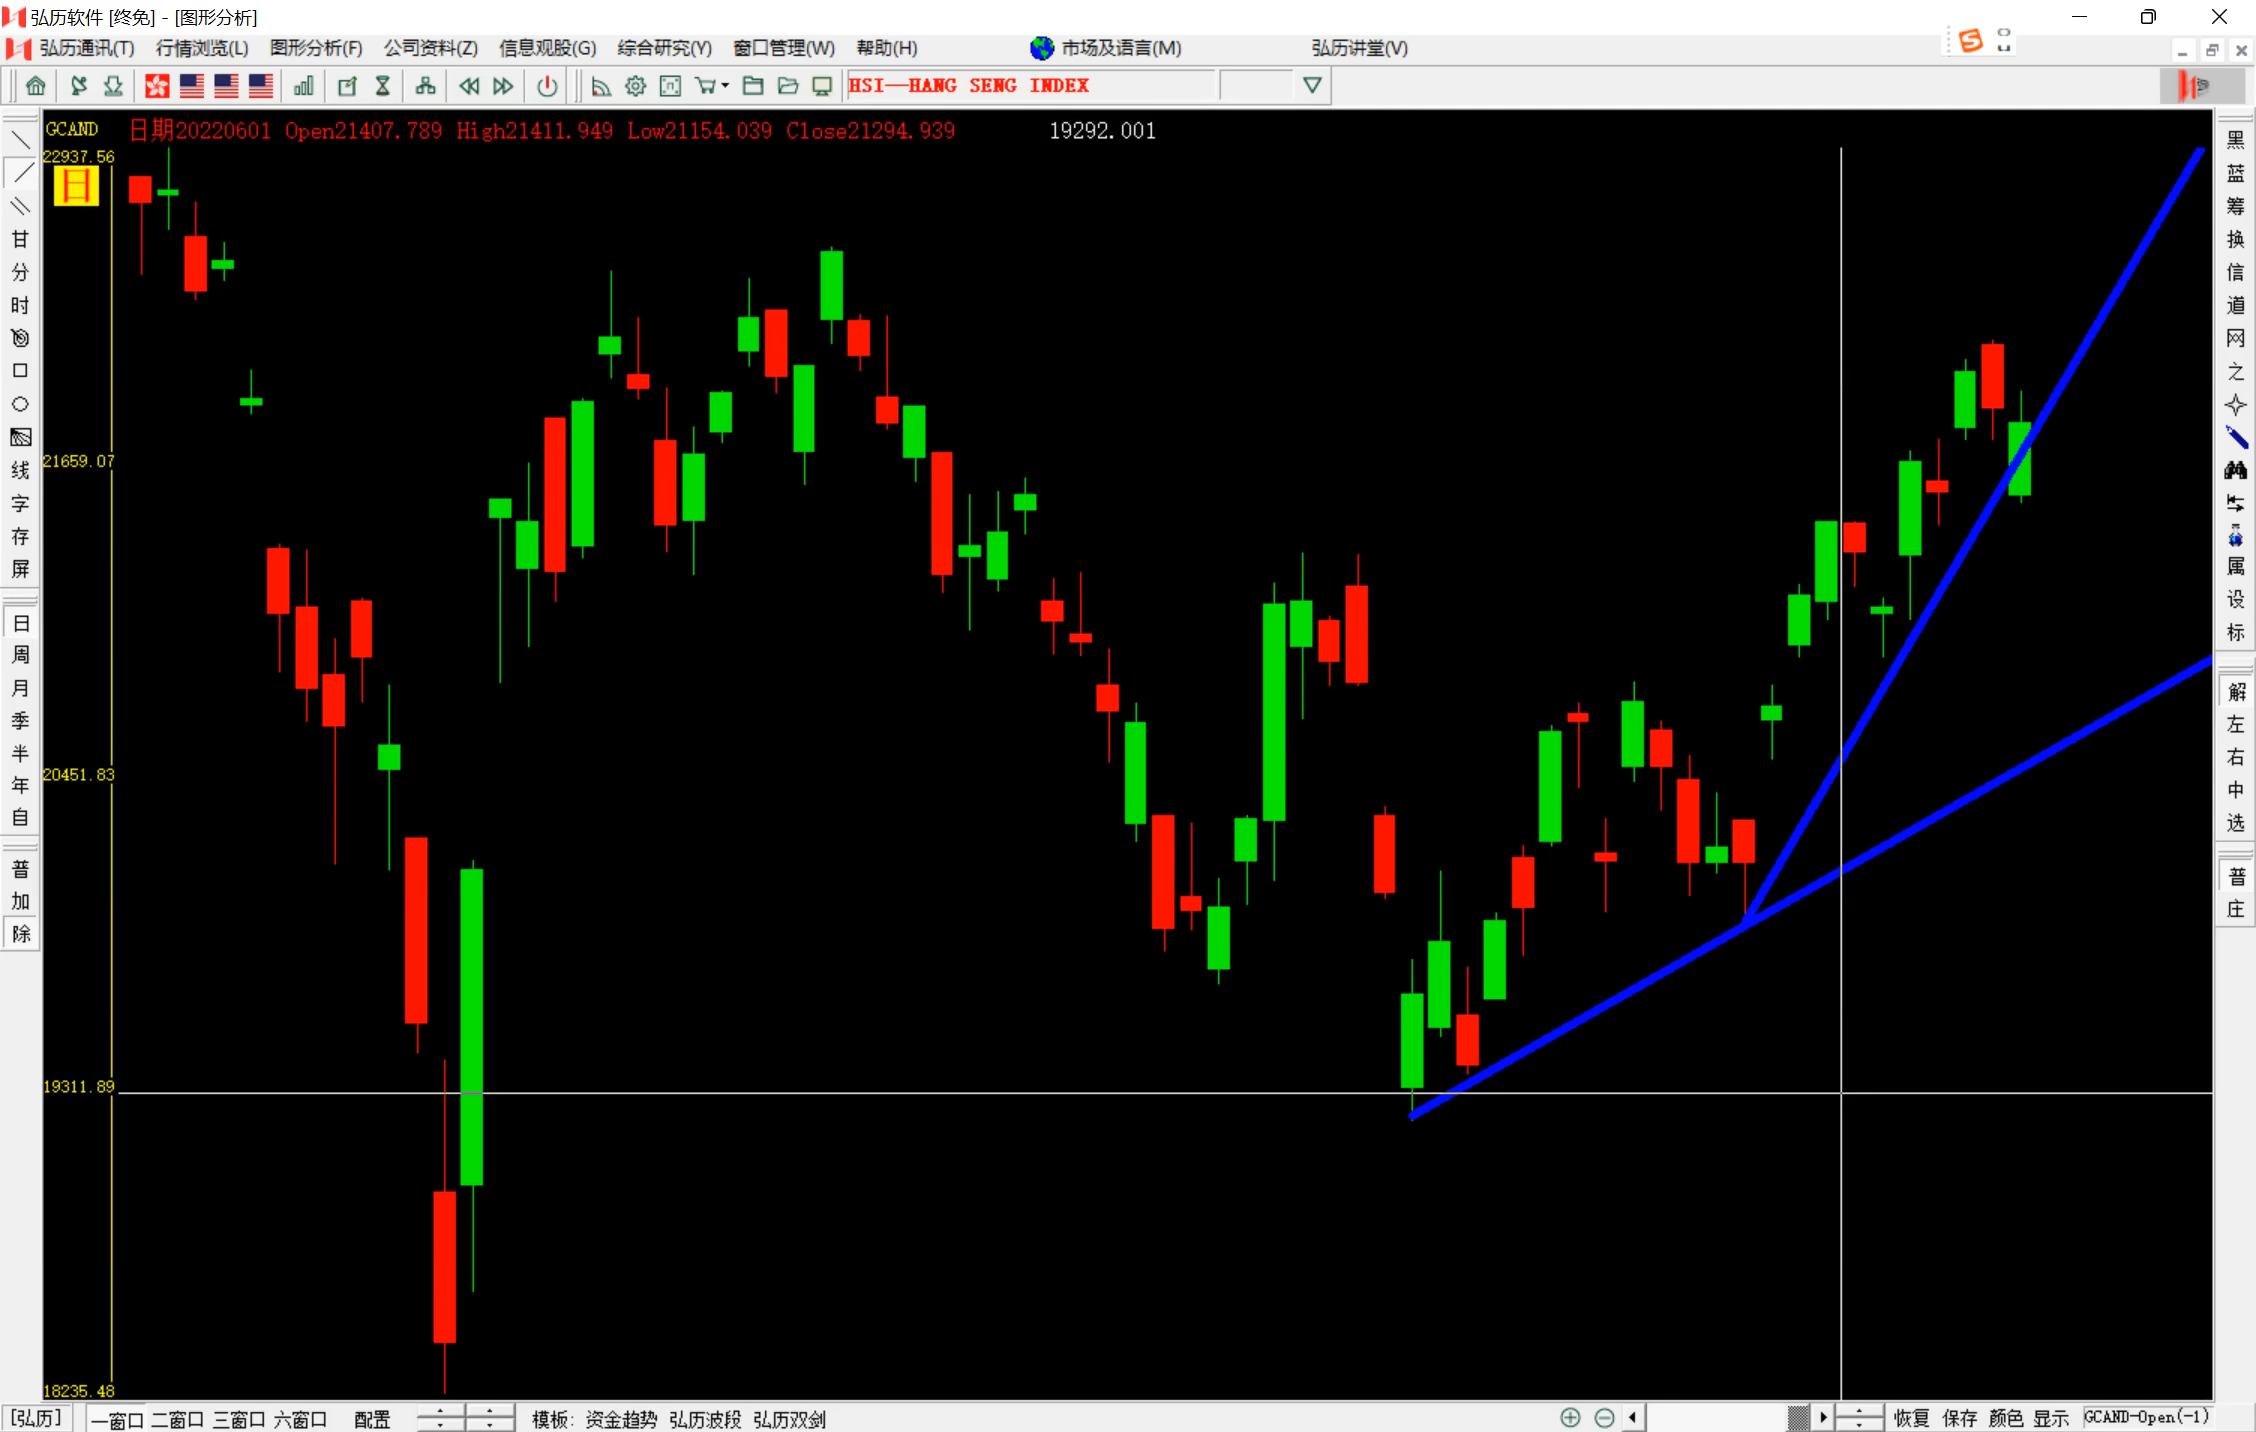 弘历软件 [终免] - [图形分析]
弘历通讯(T) 行情浏览(L) 图形分析(F) 公司资料(Z) 信息观股(G) 综合研究(Y) 窗口管理(W) 帮助(H) 市场及语言(M) 弘历讲堂(V)
HSI——HANG SENG INDEX
GCAND 日期20220601 Open21407.789 High21411.949 Low21154.039 Close21294.939 19292.001
22937.56
日
21659.07
20451.83
19311.89
18235.48
甘
分
时
线
字
存
屏
日
周
月
季
半
年
自
普
加
除
黑
蓝
筹
换
信
道
网
之
属
设
标
解
左
右
中
选
普
庄
[弘历] 一窗口 二窗口 三窗口 六窗口 配置 模板: 资金趋势 弘历波段 弘历双剑 恢复 保存 颜色 显示 GCAND-Open(-1)